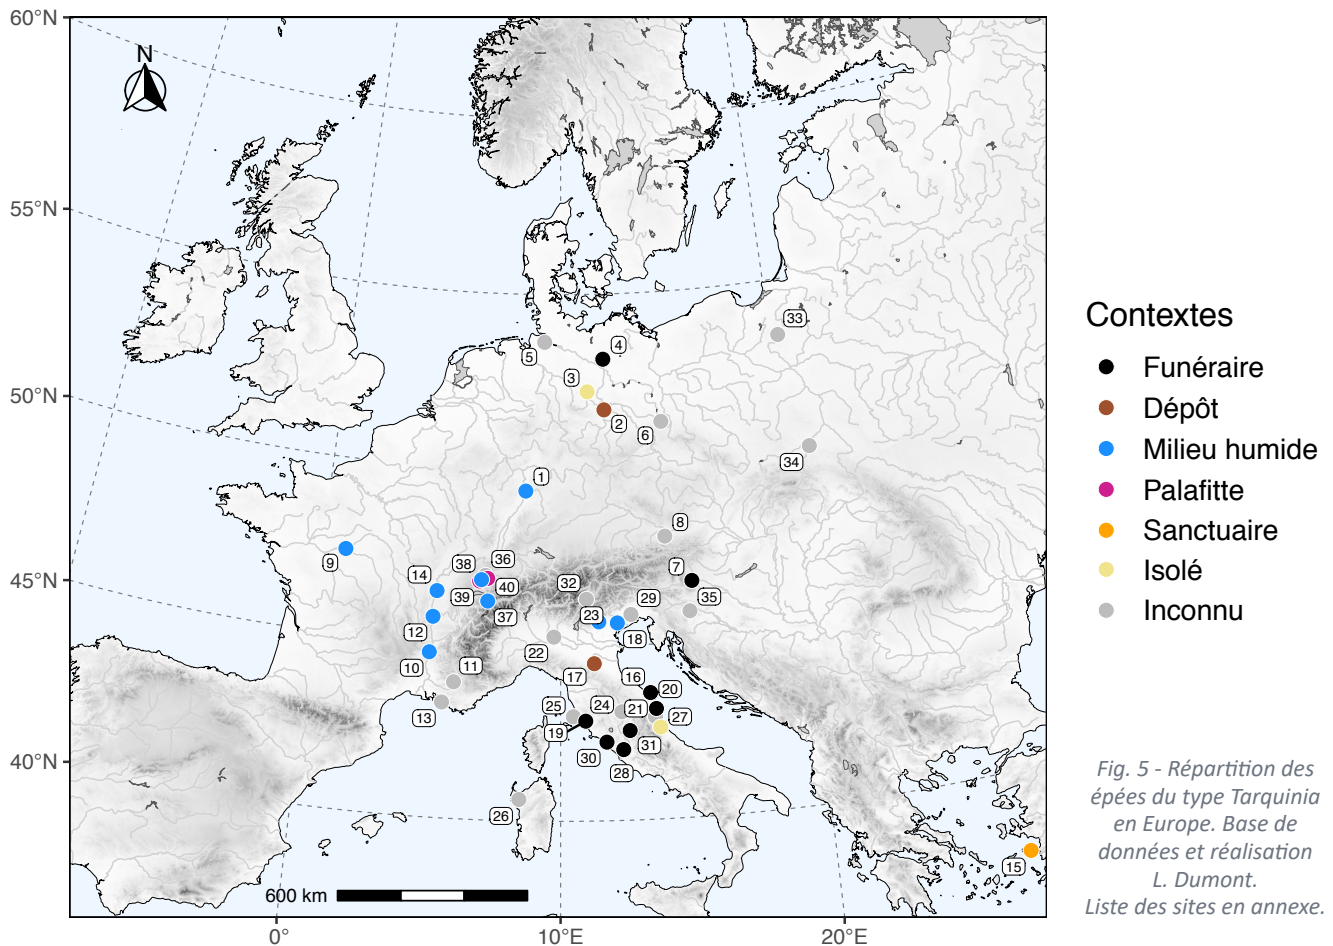 60°N
N
55°N
33
4
5
3
50°N
2
6
34
1
8
9
38
36
14
7
45°N
32
40
39
35
29
23
37
12
18
22
11
10
17
16
20
24
21
25
13
27
19
31
30
28
40°N
26
15
600 km
0°
10°E
20°E
Contextes
Funéraire
Dépôt
Milieu humide
Palafitte
Sanctuaire
Isolé
Inconnu
Fig. 5 - Répartition des
épées du type Tarquinia
en Europe. Base de
données et réalisation
L. Dumont.
Liste des sites en annexe.